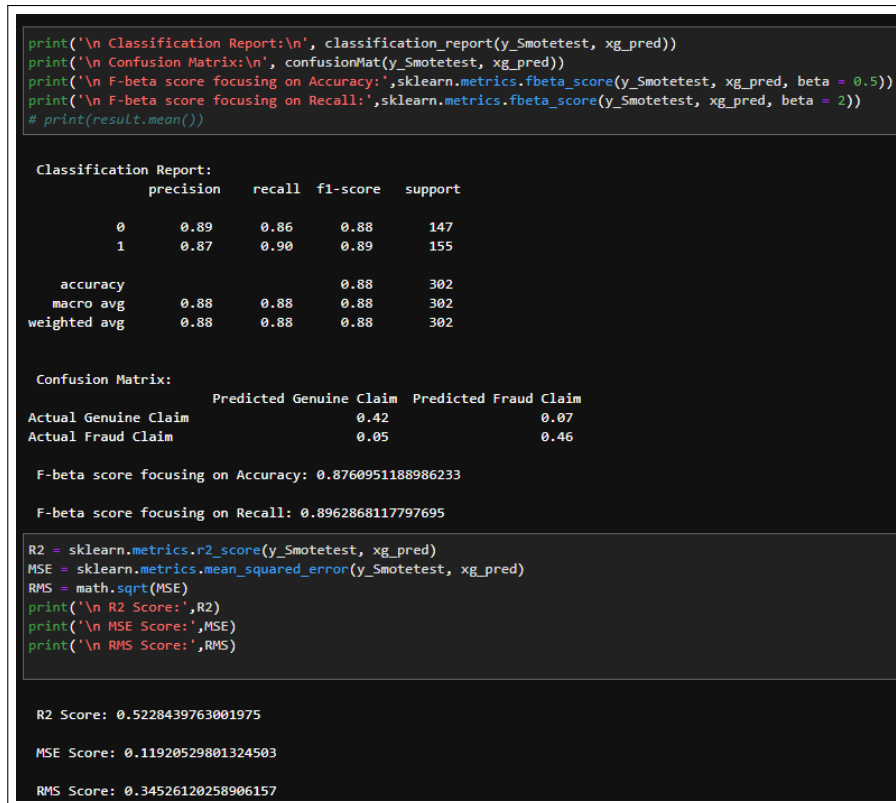 print('\n Classification Report:\n', classification_report(y_Smotetest, xg_pred))
print('\n Confusion Matrix:\n', confusionMat(y_Smotetest, xg_pred))
print('\n F-beta score focusing on Accuracy:',sklearn.metrics.fbeta_score(y_Smotetest, xg_pred, beta = 0.5))
print('\n F-beta score focusing on Recall:',sklearn.metrics.fbeta_score(y_Smotetest, xg_pred, beta = 2))
# print(result.mean())
Classification Report:
precision recall f1-score support
0 0.89 0.86 0.88 147
1 0.87 0.90 0.89 155
accuracy 0.88 302
macro avg 0.88 0.88 0.88 302
weighted avg 0.88 0.88 0.88 302
Confusion Matrix:
Predicted Genuine Claim Predicted Fraud Claim
Actual Genuine Claim 0.42 0.07
Actual Fraud Claim 0.05 0.46
F-beta score focusing on Accuracy: 0.8760951188986233
F-beta score focusing on Recall: 0.8962868117797695
R2 = sklearn.metrics.r2_score(y_Smotetest, xg_pred)
MSE = sklearn.metrics.mean_squared_error(y_Smotetest, xg_pred)
RMS = math.sqrt(MSE)
print('\n R2 Score:',R2)
print('\n MSE Score:',MSE)
print('\n RMS Score:',RMS)
R2 Score: 0.5228439763001975
MSE Score: 0.11920529801324503
RMS Score: 0.34526120258906157